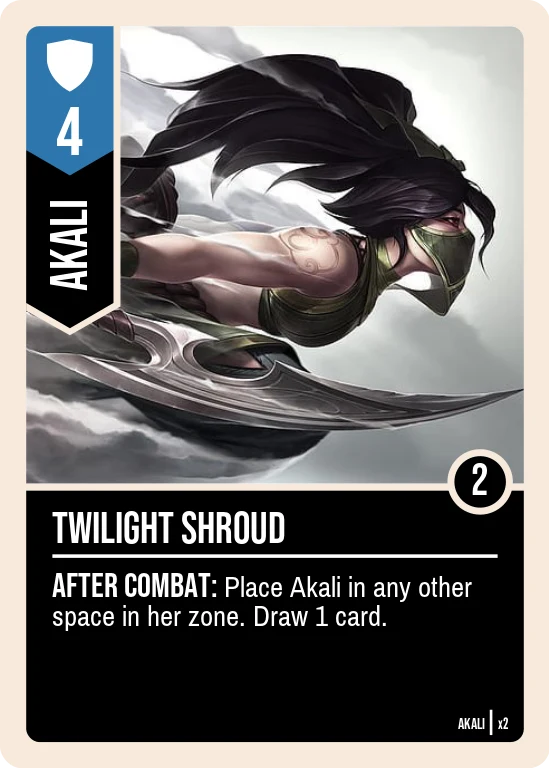 4
AKALI
2
TWILIGHT SHROUD
AFTER COMBAT: Place Akali in any other
space in her zone. Draw 1 card.
AKALI | x2